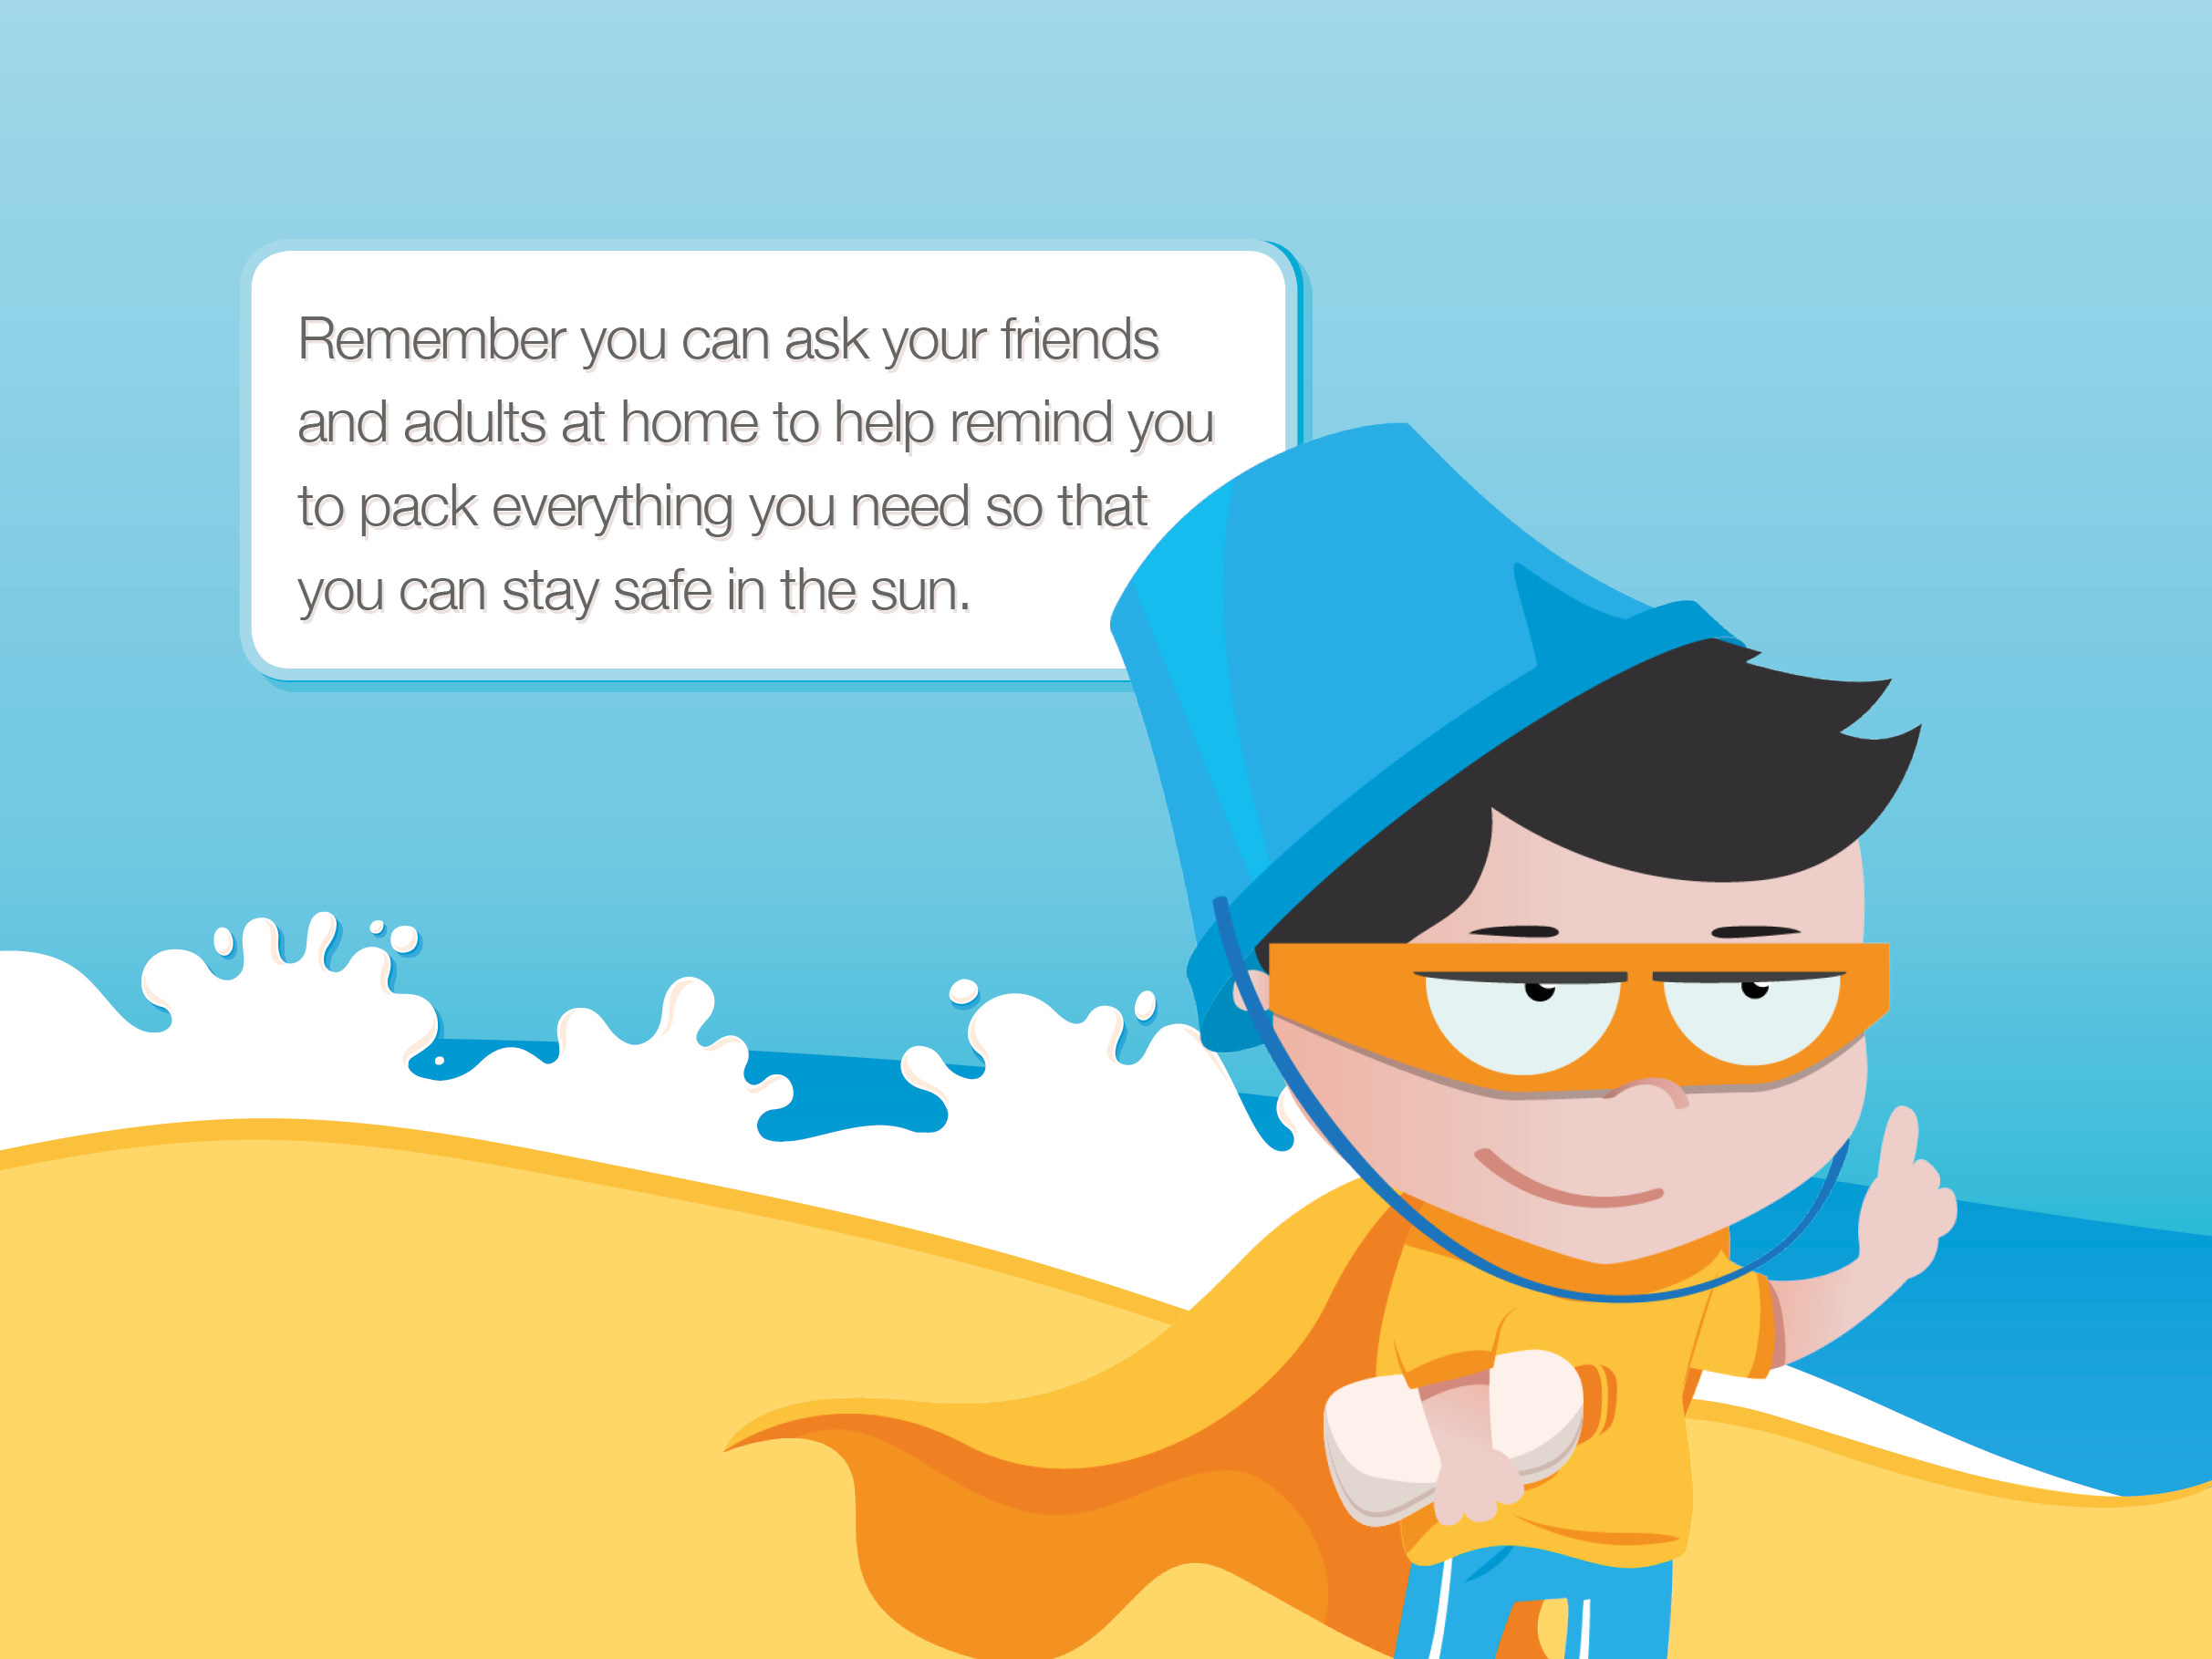 Remember you can ask your friends
and adults at home to help remind you
to pack everything you need so that
you can stay safe in the sun.